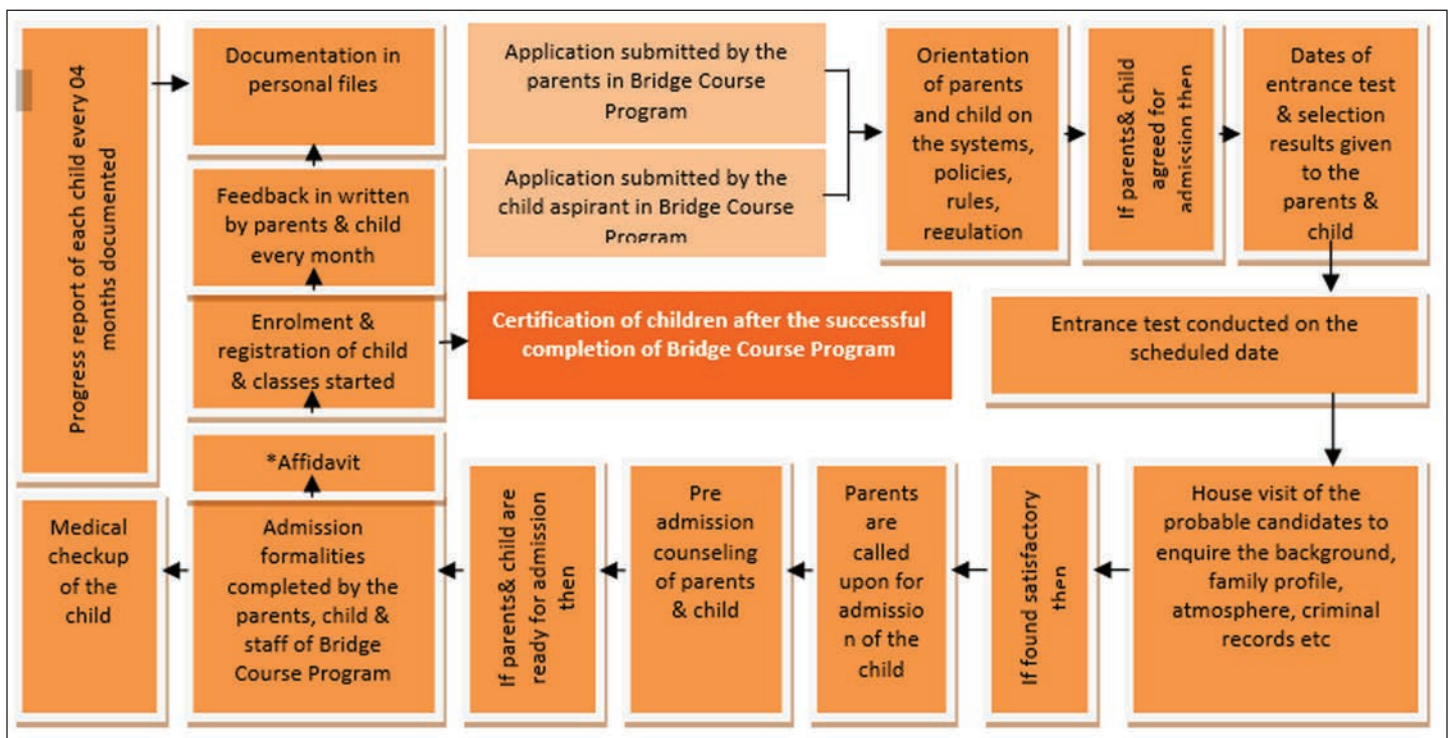 Progress report of each child every 04
months documented
Documentation in
personal files
Feedback in written
by parents & child
every month
Enrolment &
registration of child
& classes started
*Affidavit
Medical
checkup
of the
child
Admission
formalities
completed by the
parents, child &
staff of Bridge
Course Program
Application submitted by the
parents in Bridge Course
Program
Application submitted by the
child aspirant in Bridge Course
Program
Orientation
of parents
and child on
the systems,
policies,
rules,
regulation
If parents& child
agreed for
admission then
Dates of
entrance test
& selection
results given
to the
parents &
child
Certification of children after the successful
completion of Bridge Course Program
Entrance test conducted on the
scheduled date
If parents& child are
ready for admission
then
Pre
admission
counseling
of parents
& child
Parents
are
called
upon for
admissio
n of the
child
If found satisfactory
then
House visit of the
probable candidates to
enquire the background,
family profile,
atmosphere, criminal
records etc